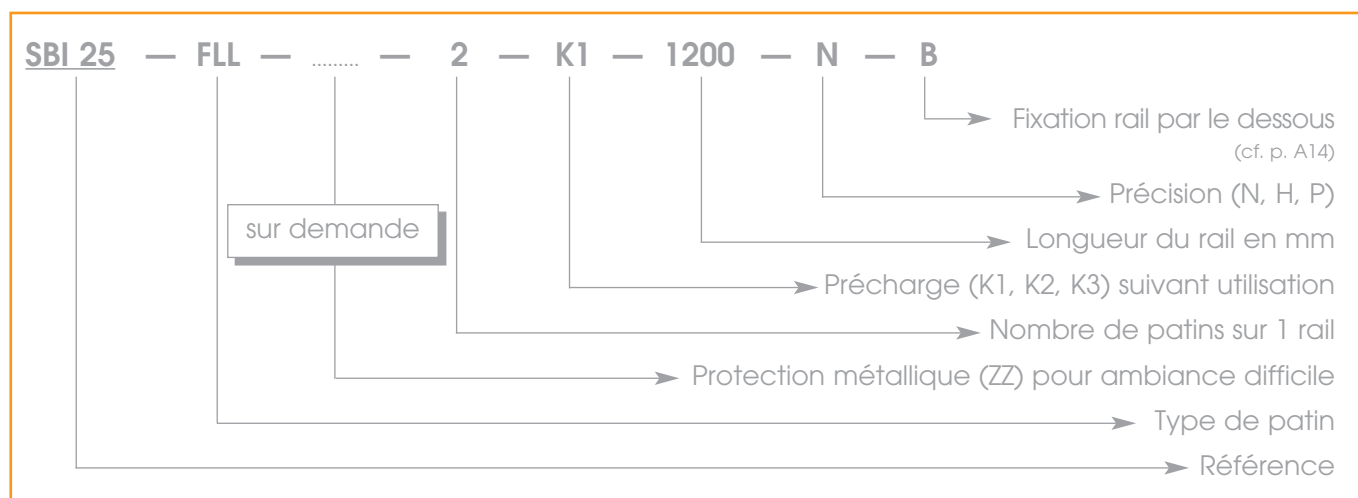 SBI 25 — FLL — ......... — 2 — K1 — 1200 — N — B
Fixation rail par le dessous
(cf. p. A14)
Précision (N, H, P)
sur demande
Longueur du rail en mm
Précharge (K1, K2, K3) suivant utilisation
Nombre de patins sur 1 rail
Protection métallique (ZZ) pour ambiance difficile
Type de patin
Référence